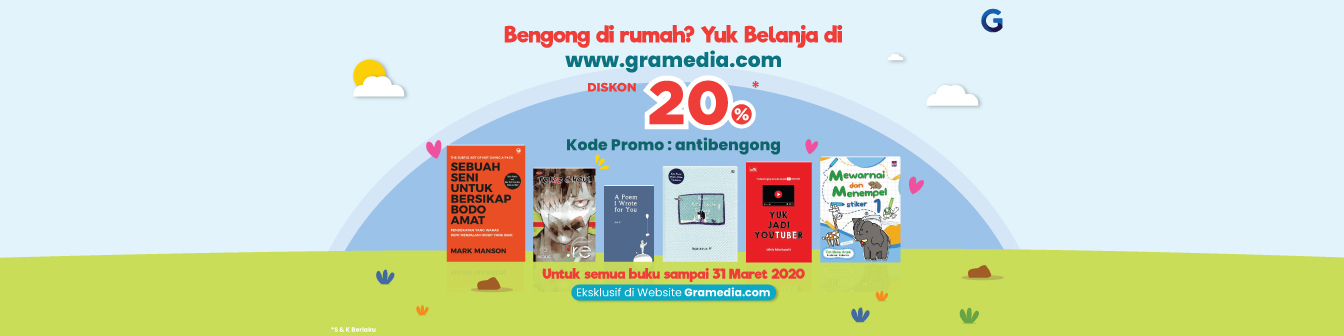 G
Bengong di rumah? Yuk Belanja di
www.gramedia.com
DISKON 20% *
Kode Promo : antibengong
SEBUAH
SENI
UNTUK
BERSIKAP
BODO
AMAT
MARK MANSON
:re
A Poem
I Wrote
for You
YUK
JADI
YOUTUBER
Mewarnai
dan
Menempel
stiker 1
Untuk semua buku sampai 31 Maret 2020
Eksklusif di Website Gramedia.com
*S & K Berlaku